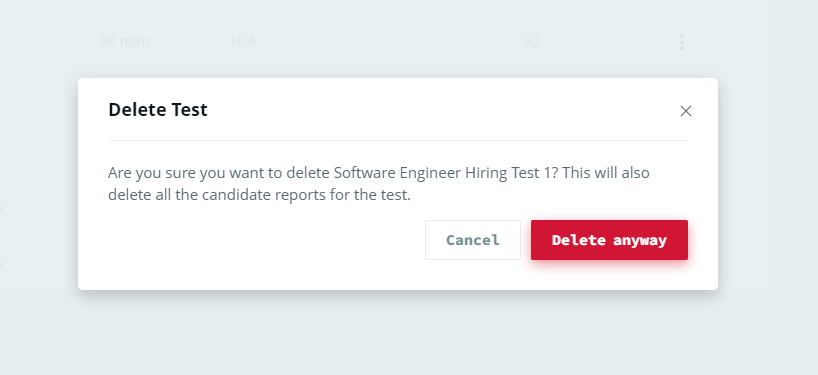 60 mins N/A 60
Delete Test
Are you sure you want to delete Software Engineer Hiring Test 1? This will also
delete all the candidate reports for the test.
Cancel Delete anyway